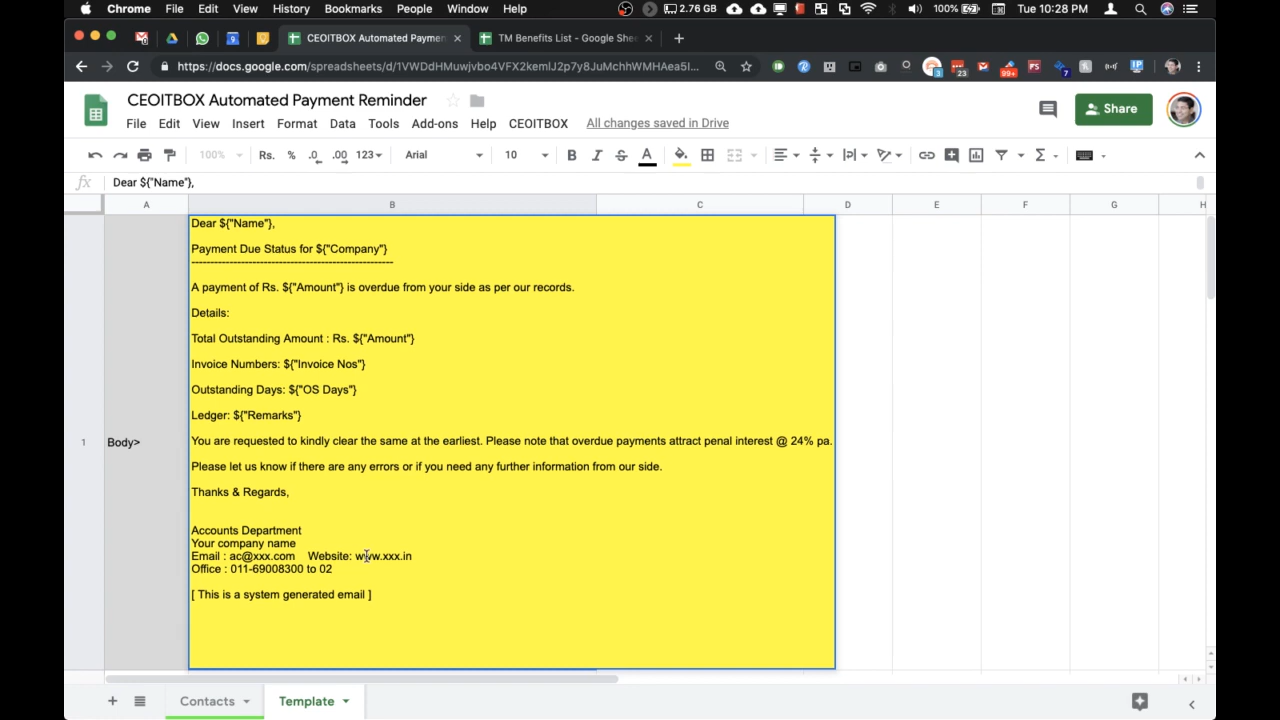 Chrome File Edit View History Bookmarks People Window Help 2.76 GB 100% Tue 10:28 PM
CEOITBOX Automated Paymen × TM Benefits List - Google Shee × +
https://docs.google.com/spreadsheets/d/1VWDdHMuwjvbo4VFX2kemIJ2p7y8JuMchhWMHAea5I...
CEOITBOX Automated Payment Reminder
Share
File Edit View Insert Format Data Tools Add-ons Help CEOITBOX All changes saved in Drive
100% Rs. % .0 .00 123 Arial 10 B I S A
fx Dear ${"Name"},
A B C D E F G H
1 Body>
Dear ${"Name"},
Payment Due Status for ${"Company"}
-----------------------------------------------------
A payment of Rs. ${"Amount"} is overdue from your side as per our records.
Details:
Total Outstanding Amount : Rs. ${"Amount"}
Invoice Numbers: ${"Invoice Nos"}
Outstanding Days: ${"OS Days"}
Ledger: ${"Remarks"}
You are requested to kindly clear the same at the earliest. Please note that overdue payments attract penal interest @ 24% pa.
Please let us know if there are any errors or if you need any further information from our side.
Thanks & Regards,
Accounts Department
Your company name
Email : ac@xxx.com Website: www.xxx.in
Office : 011-69008300 to 02
[ This is a system generated email ]
+ Contacts Template